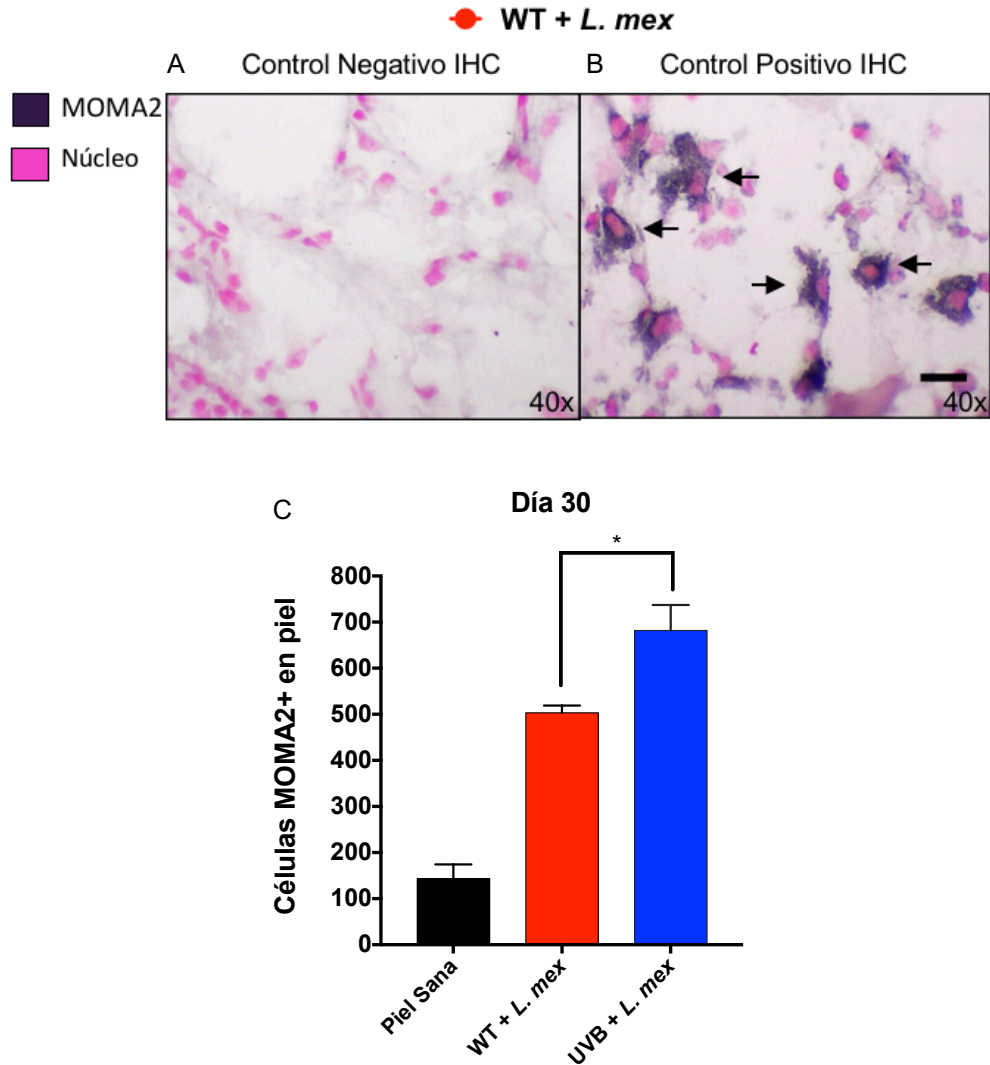 WT + L. mex
A Control Negativo IHC B Control Positivo IHC
MOMA2
Núcleo
40x 40x
C Día 30
*
Células MOMA2+ en piel
800
700
600
500
400
300
200
100
0
Piel Sana
WT + L. mex
UVB + L. mex